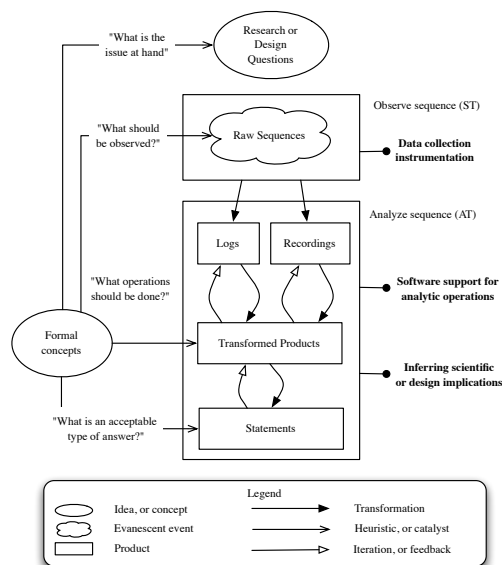 Research or
Design
Questions
"What is the
issue at hand"
Observe sequence (ST)
Raw Sequences
"What should
be observed?"
Data collection
instrumentation
Analyze sequence (AT)
Logs
Recordings
"What operations
should be done?"
Software support for
analytic operations
Formal
concepts
Transformed Products
Inferring scientific
or design implications
"What is an acceptable
type of answer?"
Statements
Legend
Idea, or concept
Transformation
Evanescent event
Heuristic, or catalyst
Product
Iteration, or feedback